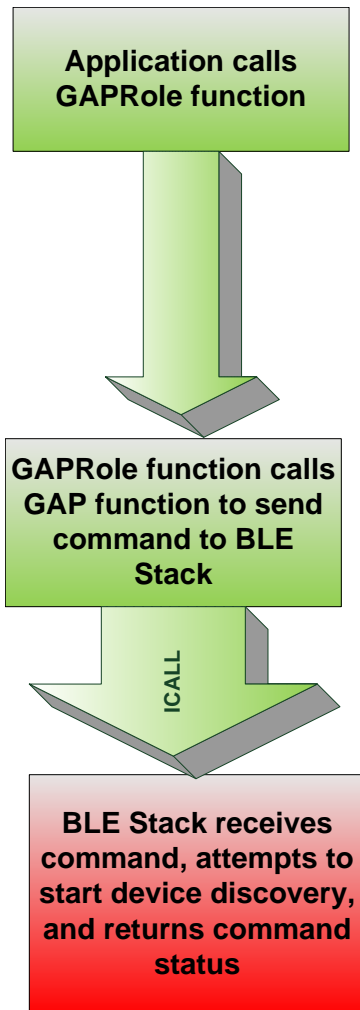 Application calls
GAPRole function
GAPRole function calls
GAP function to send
command to BLE
Stack
ICALL
BLE Stack receives
command, attempts to
start device discovery,
and returns command
status